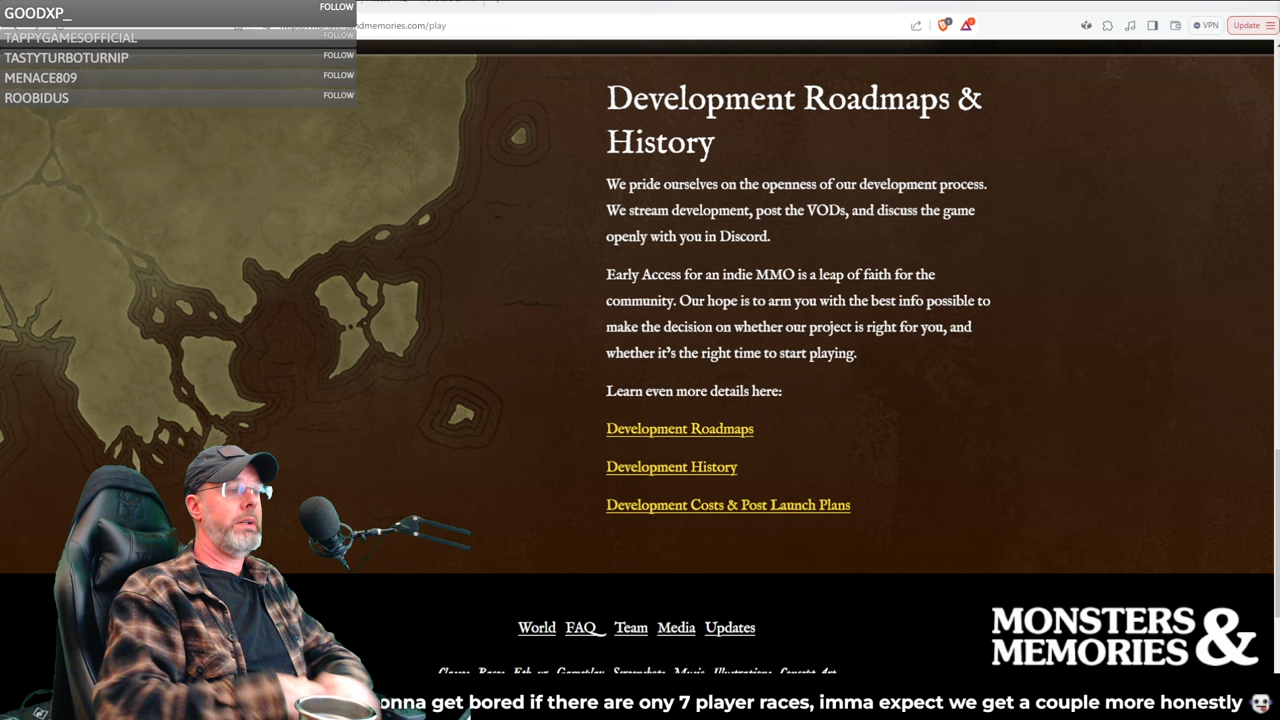 GOODXP_ FOLLOW
TAPPYGAMESOFFICIAL FOLLOW
TASTYTURBOTURNIP FOLLOW
MENACE809 FOLLOW
ROOBIDUS FOLLOW
ndmemories.com/play
VPN
Update
Development Roadmaps &
History
We pride ourselves on the openness of our development process.
We stream development, post the VODs, and discuss the game
openly with you in Discord.
Early Access for an indie MMO is a leap of faith for the
community. Our hope is to arm you with the best info possible to
make the decision on whether our project is right for you, and
whether it's the right time to start playing.
Learn even more details here:
Development Roadmaps
Development History
Development Costs & Post Launch Plans
World FAQ Team Media Updates
MONSTERS &
MEMORIES
onna get bored if there are ony 7 player races, imma expect we get a couple more honestly